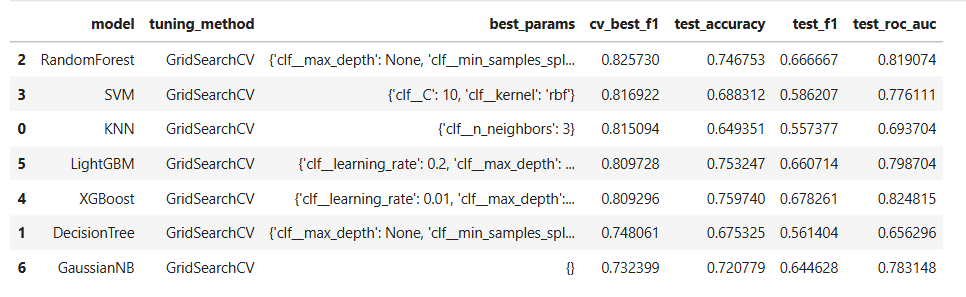 model tuning_method best_params cv_best_f1 test_accuracy test_f1 test_roc_auc
2 RandomForest GridSearchCV {'clf__max_depth': None, 'clf__min_samples_spl... 0.825730 0.746753 0.666667 0.819074
3 SVM GridSearchCV {'clf__C': 10, 'clf__kernel': 'rbf'} 0.816922 0.688312 0.586207 0.776111
0 KNN GridSearchCV {'clf__n_neighbors': 3} 0.815094 0.649351 0.557377 0.693704
5 LightGBM GridSearchCV {'clf__learning_rate': 0.2, 'clf__max_depth': ... 0.809728 0.753247 0.660714 0.798704
4 XGBoost GridSearchCV {'clf__learning_rate': 0.01, 'clf__max_depth':... 0.809296 0.759740 0.678261 0.824815
1 DecisionTree GridSearchCV {'clf__max_depth': None, 'clf__min_samples_spl... 0.748061 0.675325 0.561404 0.656296
6 GaussianNB GridSearchCV {} 0.732399 0.720779 0.644628 0.783148